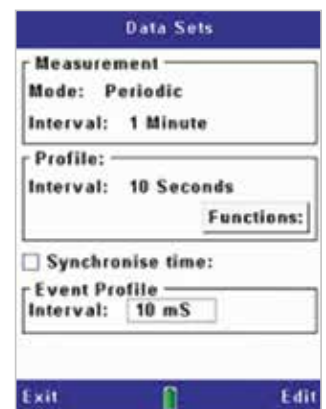 Data Sets
Measurement
Mode: Periodic
Interval: 1 Minute
Profile:
Interval: 10 Seconds
Functions:
Synchronise time:
Event Profile
Interval: 10 mS
Exit Edit